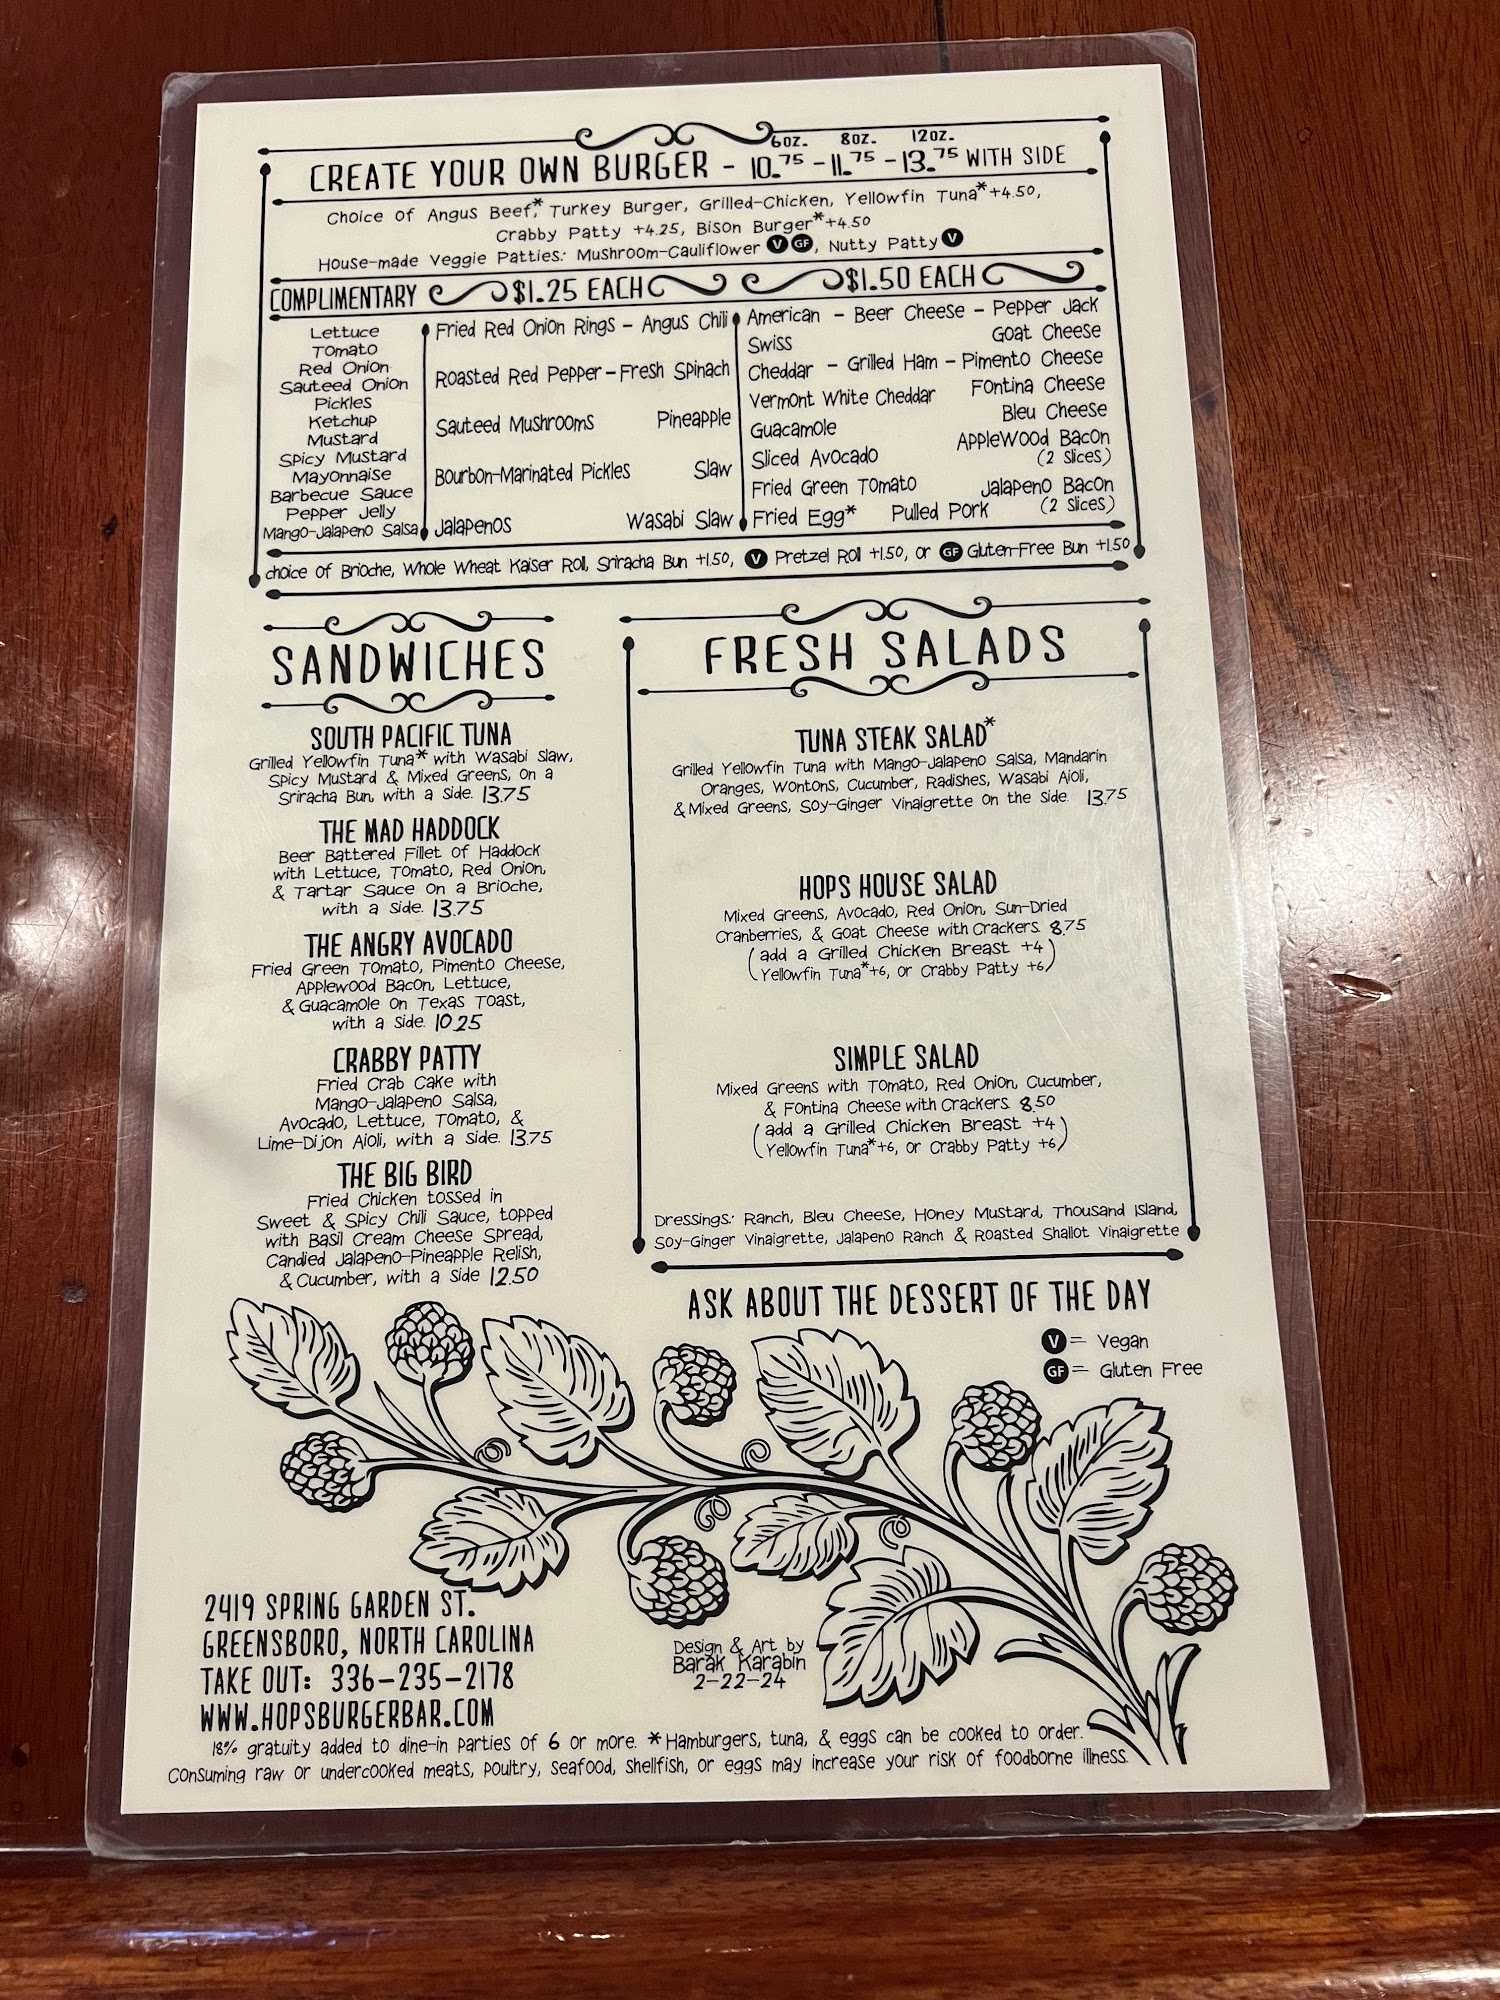 6oz. 8oz. 12oz.
CREATE YOUR OWN BURGER - 10.75 - 11.75 - 13.75 WITH SIDE
Choice of Angus Beef*, Turkey Burger, Grilled-Chicken, Yellowfin Tuna* +4.50,
Crabby Patty +4.25, Bison Burger* +4.50
House-made Veggie Patties: Mushroom-Cauliflower V GF, Nutty Patty V
COMPLIMENTARY
Lettuce
Tomato
Red Onion
Sauteed Onion
Pickles
Ketchup
Mustard
Spicy Mustard
Mayonnaise
Barbecue Sauce
Pepper Jelly
Mango-Jalapeno Salsa
$1.25 EACH
Fried Red Onion Rings - Angus Chili
Roasted Red Pepper - Fresh Spinach
Sauteed Mushrooms Pineapple
Bourbon-Marinated Pickles Slaw
Jalapenos Wasabi Slaw
$1.50 EACH
American - Beer Cheese - Pepper Jack
Swiss Goat Cheese
Cheddar - Grilled Ham - Pimento Cheese
Vermont White Cheddar Fontina Cheese
Guacamole Bleu Cheese
Sliced Avocado AppleWood Bacon
(2 slices)
Fried Green Tomato Jalapeno Bacon
Fried Egg* Pulled Pork (2 slices)
choice of Brioche, Whole Wheat Kaiser Roll, Sriracha Bun +1.50, V Pretzel Roll +1.50, or GF Gluten-Free Bun +1.50
SANDWICHES
SOUTH PACIFIC TUNA
Grilled Yellowfin Tuna* with Wasabi Slaw,
Spicy Mustard & Mixed Greens, on a
Sriracha Bun, with a side. 13.75
THE MAD HADDOCK
Beer Battered Fillet of Haddock
with Lettuce, Tomato, Red Onion,
& Tartar Sauce on a Brioche,
with a side. 13.75
THE ANGRY AVOCADO
Fried Green Tomato, Pimento Cheese,
Applewood Bacon, Lettuce,
& Guacamole on Texas Toast,
with a side. 10.25
CRABBY PATTY
Fried Crab Cake with
Mango-Jalapeno Salsa,
Avocado, Lettuce, Tomato, &
Lime-Dijon Aioli, with a side. 13.75
THE BIG BIRD
Fried Chicken tossed in
Sweet & Spicy Chili Sauce, topped
with Basil Cream Cheese Spread,
Candied Jalapeno-Pineapple Relish,
& Cucumber, with a side 12.50
FRESH SALADS
TUNA STEAK SALAD*
Grilled Yellowfin Tuna with Mango-Jalapeno Salsa, Mandarin
Oranges, Wontons, Cucumber, Radishes, Wasabi Aioli,
& Mixed Greens, Soy-Ginger Vinaigrette on the side. 13.75
HOPS HOUSE SALAD
Mixed Greens, Avocado, Red Onion, Sun-Dried
Cranberries, & Goat Cheese with Crackers. 8.75
(add a Grilled Chicken Breast +4
Yellowfin Tuna*+6, or Crabby Patty +6)
SIMPLE SALAD
Mixed Greens with Tomato, Red Onion, Cucumber,
& Fontina Cheese with Crackers. 8.50
(add a Grilled Chicken Breast +4
Yellowfin Tuna*+6, or Crabby Patty +6)
Dressings: Ranch, Bleu Cheese, Honey Mustard, Thousand Island,
Soy-Ginger Vinaigrette, Jalapeno Ranch & Roasted Shallot Vinaigrette
ASK ABOUT THE DESSERT OF THE DAY
V = Vegan
GF = Gluten Free
2419 SPRING GARDEN ST.
GREENSBORO, NORTH CAROLINA
TAKE OUT: 336-235-2178
WWW.HOPSBURGERBAR.COM
Design & Art by
Barak Karabin
2-22-24
18% gratuity added to dine-in parties of 6 or more. *Hamburgers, tuna, & eggs can be cooked to order.
Consuming raw or undercooked meats, poultry, seafood, shellfish, or eggs may increase your risk of foodborne illness.